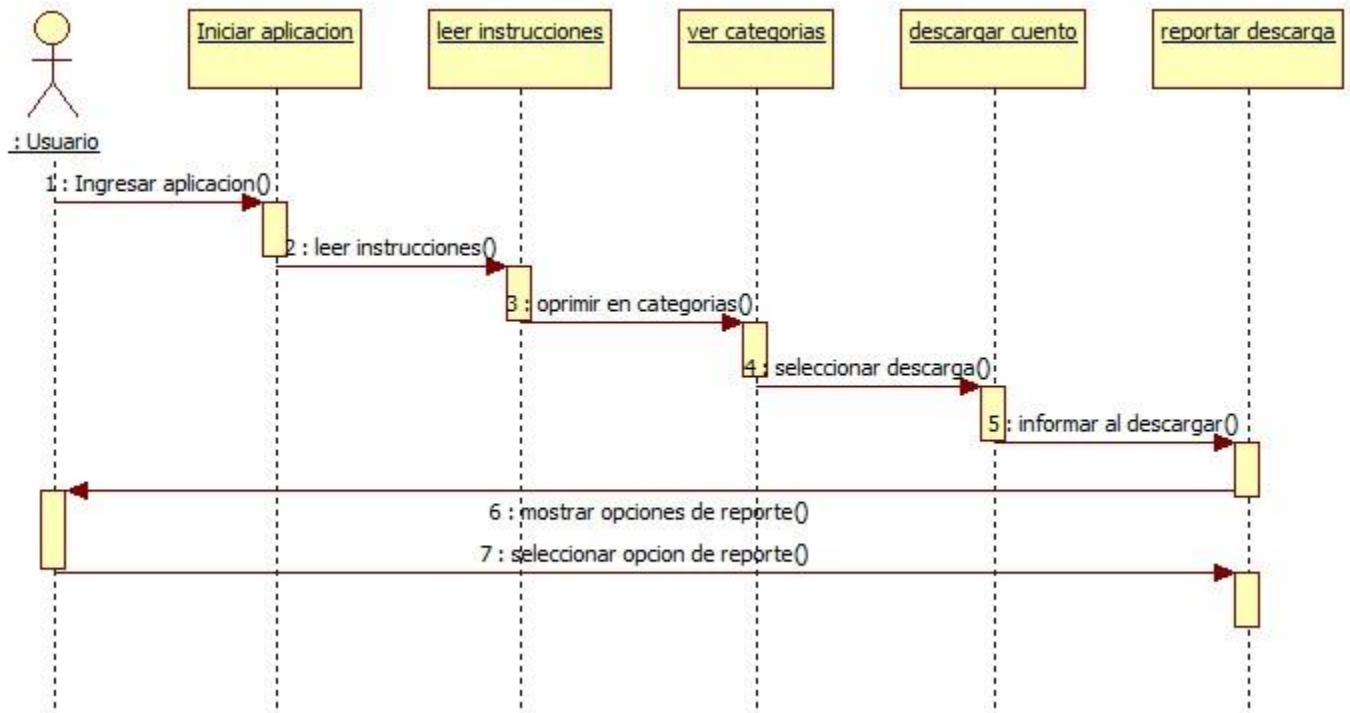 Iniciar aplicacion
leer instrucciones
ver categorias
descargar cuento
reportar descarga
: Usuario
1 : Ingresar aplicacion()
2 : leer instrucciones()
3 : oprimir en categorias()
4 : seleccionar descarga()
5 : informar al descargar()
6 : mostrar opciones de reporte()
7 : seleccionar opcion de reporte()